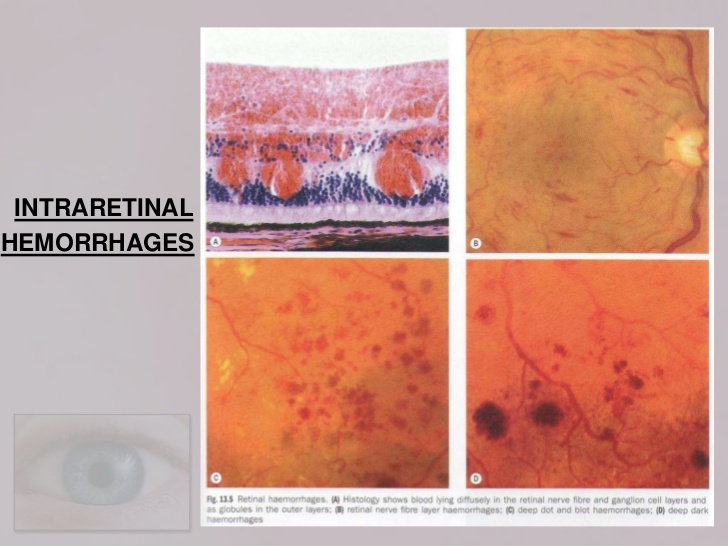 INTRARETINAL
HEMORRHAGES
A
B
C
D
Fig. 13.5 Retinal haemorrhages. (A) Histology shows blood lying diffusely in the retinal nerve fibre and ganglion cell layers and
as globules in the outer layers; (B) retinal nerve fibre layer haemorrhages; (C) deep dot and blot haemorrhages; (D) deep dark
haemorrhages